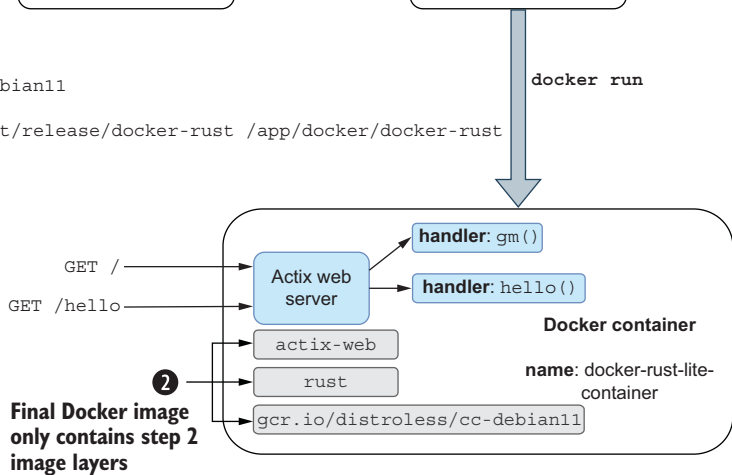 docker run
bian11
t/release/docker-rust /app/docker/docker-rust
handler: gm()
GET /
Actix web
server
handler: hello()
GET /hello
Docker container
actix-web
name: docker-rust-lite-
container
2
rust
Final Docker image
only contains step 2
image layers
gcr.io/distroless/cc-debian11